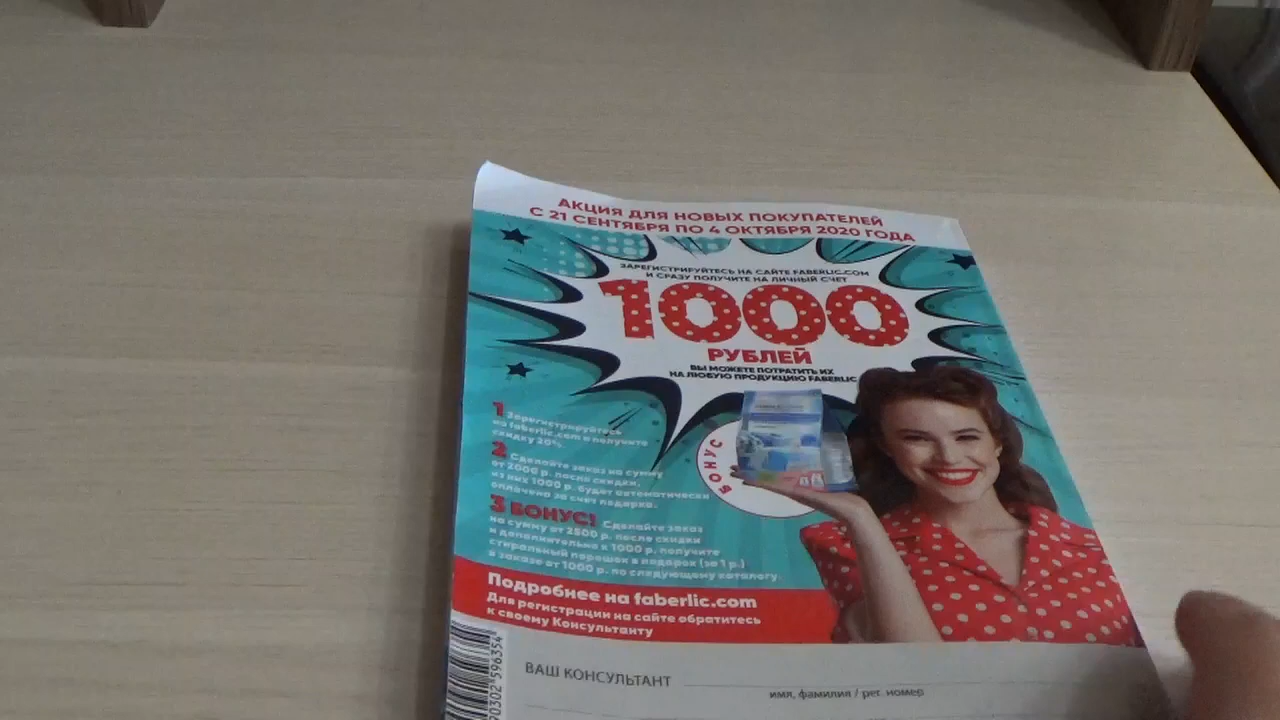 АКЦИЯ ДЛЯ НОВЫХ ПОКУПАТЕЛЕЙ
С 21 СЕНТЯБРЯ ПО 4 ОКТЯБРЯ 2020 ГОДА
ЗАРЕГИСТРИРУЙТЕСЬ НА САЙТЕ FABERLIC.COM
И СРАЗУ ПОЛУЧИТЕ НА ЛИЧНЫЙ СЧЕТ
1000
РУБЛЕЙ
ВЫ МОЖЕТЕ ПОТРАТИТЬ ИХ
НА ЛЮБУЮ ПРОДУКЦИЮ FABERLIC
БОНУС
1 Зарегистрируйтесь
на faberlic.com и получите
скидку 20%.
2 Сделайте заказ на сумму
от 2000 р. после скидки,
из них 1000 р. будет автоматически
оплачено за счет подарка.
3 БОНУС! Сделайте заказ
на сумму от 2500 р. после скидки
и дополнительно к 1000 р. получите
стиральный порошок в подарок (за 1 р.)
в заказе от 1000 р. по следующему каталогу.
Подробнее на faberlic.com
Для регистрации на сайте обратитесь
к своему Консультанту
ВАШ КОНСУЛЬТАНТ
имя, фамилия / рег. номер
90302 596354